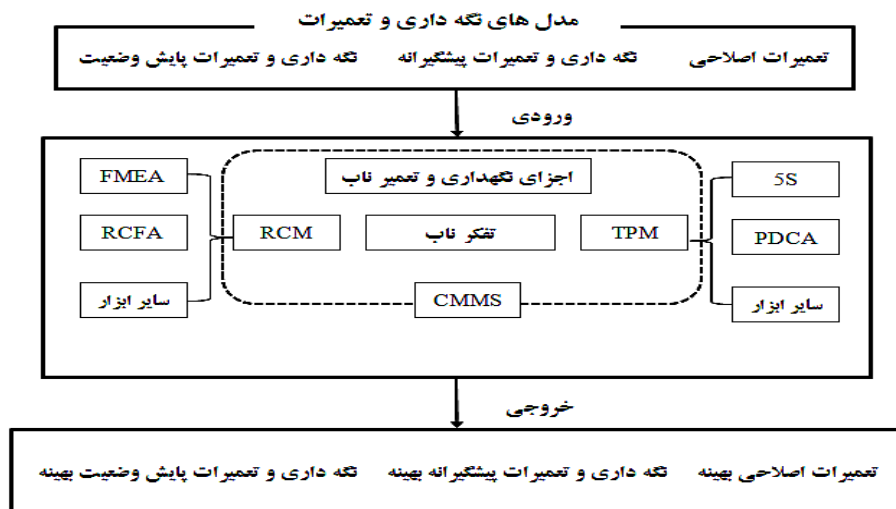 مدل های نگه داری و تعمیرات
تعمیرات اصلاحی نگه داری و تعمیرات پیشگیرانه نگه داری و تعمیرات پایش وضعیت
ورودی
اجزای نگهداری و تعمیر ناب
5S
FMEA
TPM
تفکر ناب
RCM
PDCA
RCFA
CMMS
سایر ابزار
سایر ابزار
خروجی
تعمیرات اصلاحی بهینه نگه داری و تعمیرات پیشگیرانه بهینه نگه داری و تعمیرات پایش وضعیت بهینه